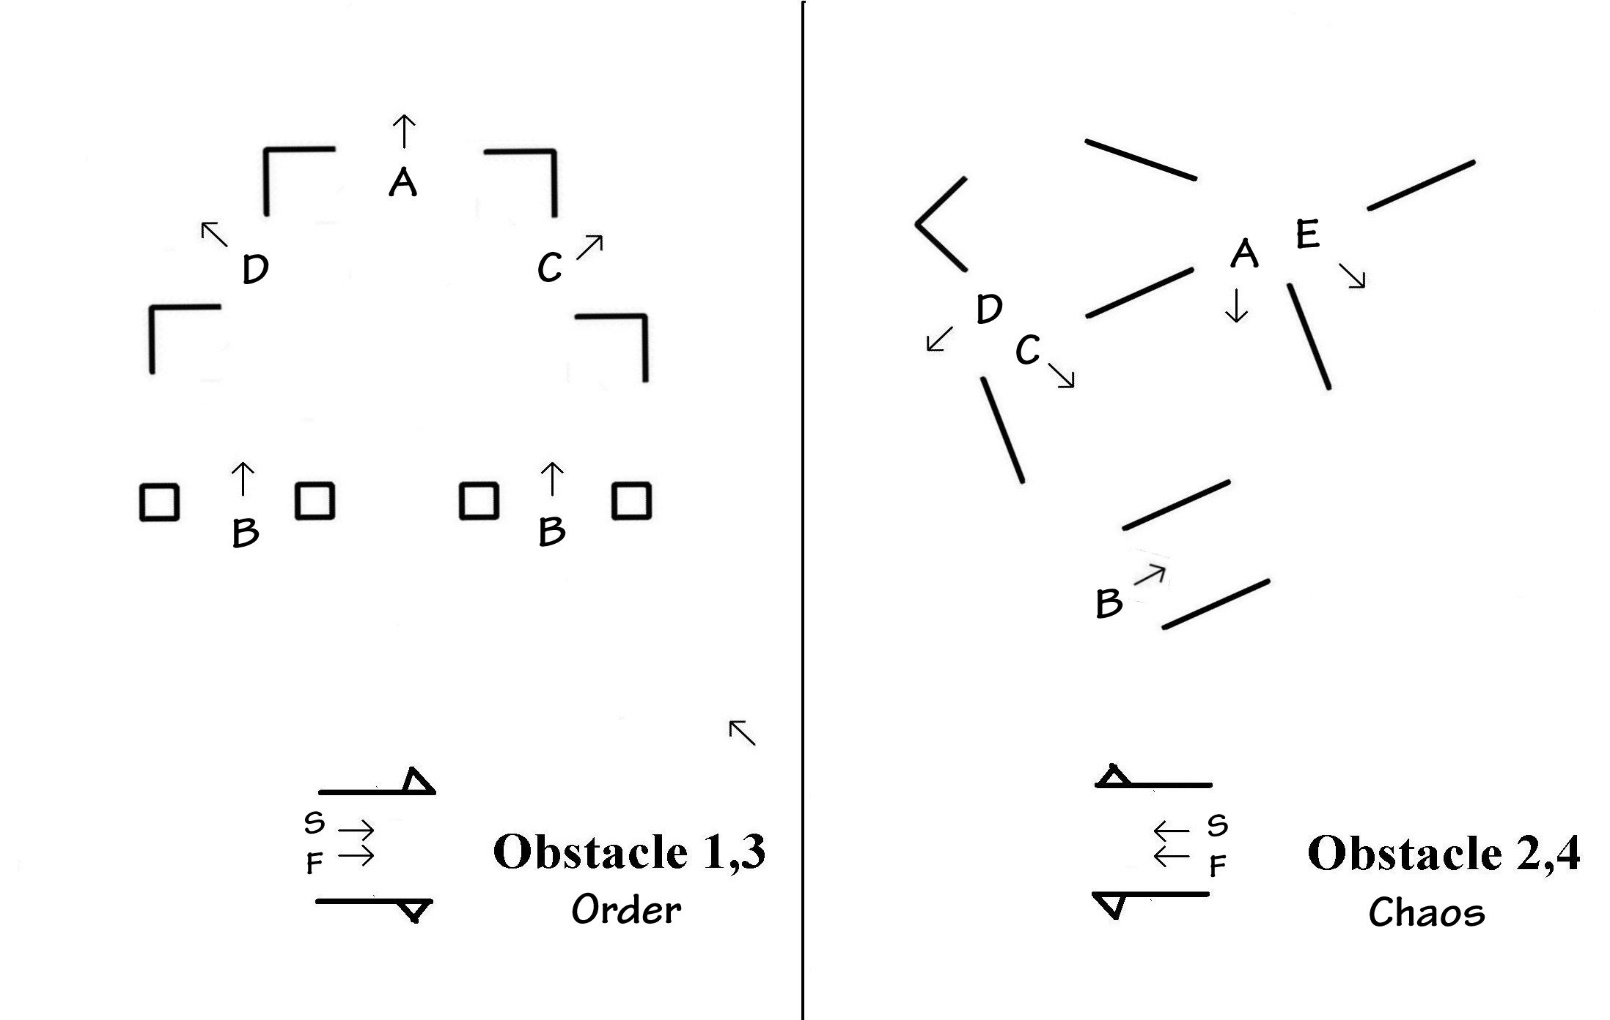 A
D
C
B
B
S
F
Obstacle 1,3
Order
E
A
D
C
B
S
F
Obstacle 2,4
Chaos